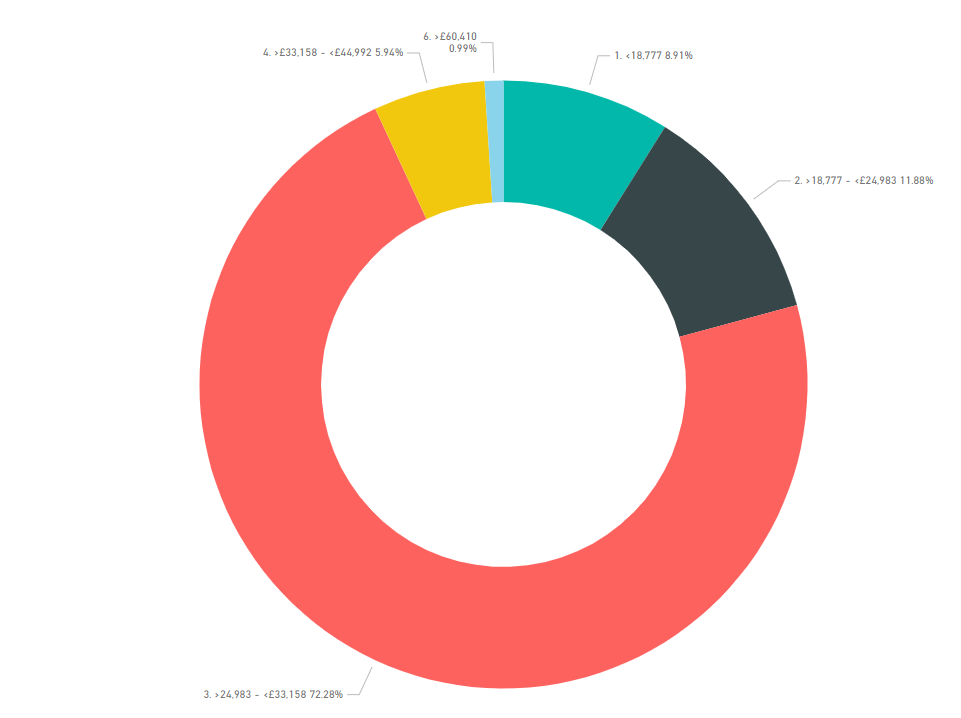 6. >£60,410
0.99%
4. >£33,158 - <£44,992 5.94%
1. <18,777 8.91%
2. >18,777 - <£24,983 11.88%
3. >24,983 - <£33,158 72.28%